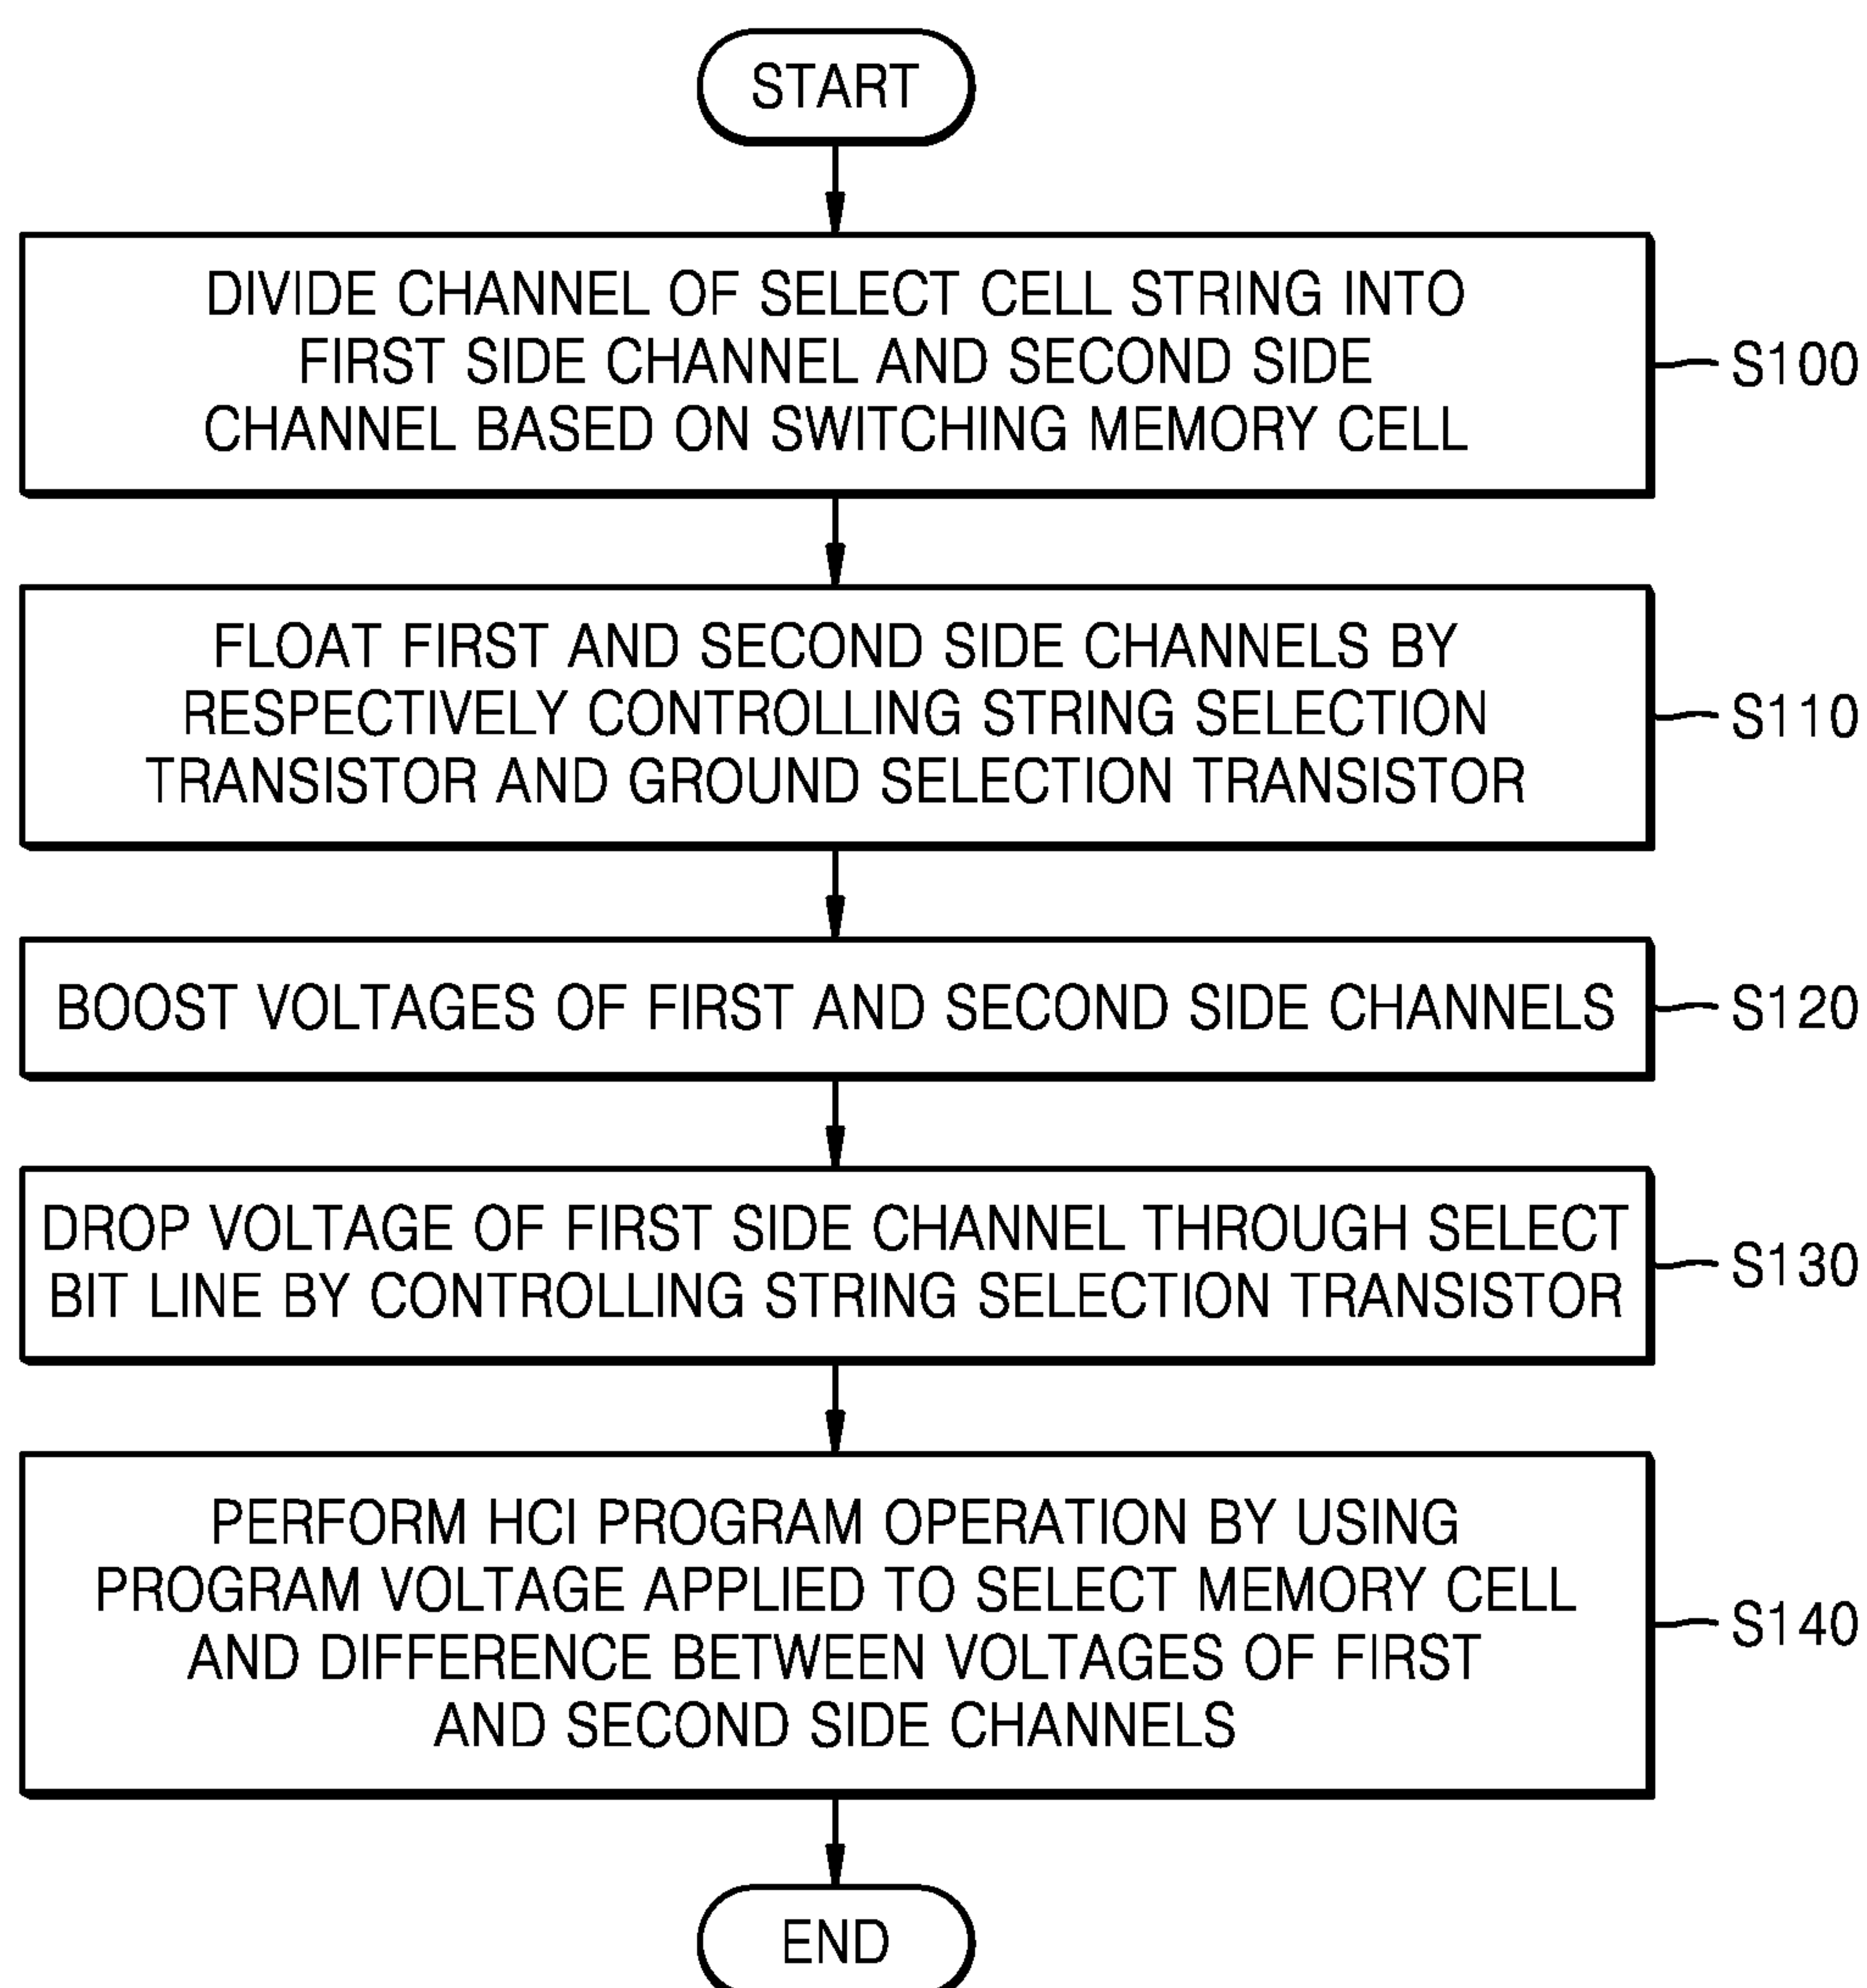 START
DIVIDE CHANNEL OF SELECT CELL STRING INTO
FIRST SIDE CHANNEL AND SECOND SIDE
CHANNEL BASED ON SWITCHING MEMORY CELL
S100
FLOAT FIRST AND SECOND SIDE CHANNELS BY
RESPECTIVELY CONTROLLING STRING SELECTION
TRANSISTOR AND GROUND SELECTION TRANSISTOR
S110
BOOST VOLTAGES OF FIRST AND SECOND SIDE CHANNELS
S120
DROP VOLTAGE OF FIRST SIDE CHANNEL THROUGH SELECT
BIT LINE BY CONTROLLING STRING SELECTION TRANSISTOR
S130
PERFORM HCI PROGRAM OPERATION BY USING
PROGRAM VOLTAGE APPLIED TO SELECT MEMORY CELL
AND DIFFERENCE BETWEEN VOLTAGES OF FIRST
AND SECOND SIDE CHANNELS
S140
END